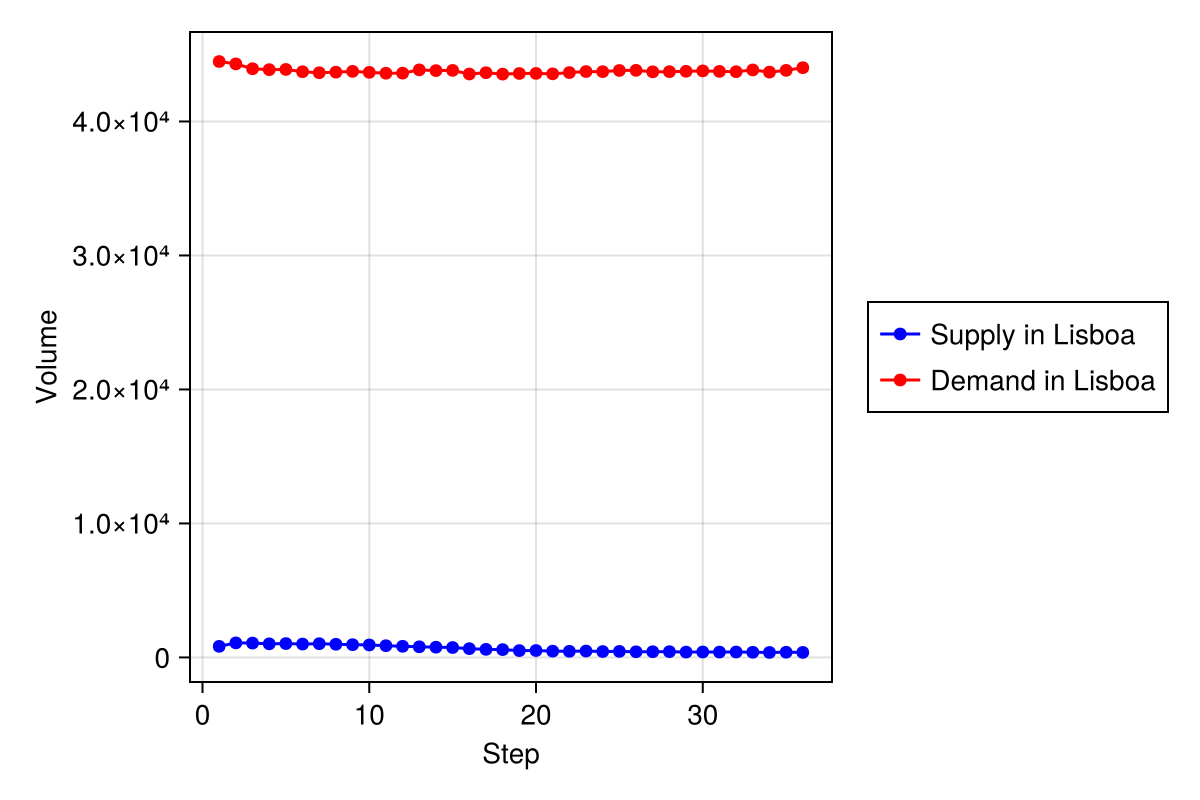 4.0×10⁴
3.0×10⁴
2.0×10⁴
1.0×10⁴
0
Volume
0 10 20 30
Step
Supply in Lisboa
Demand in Lisboa